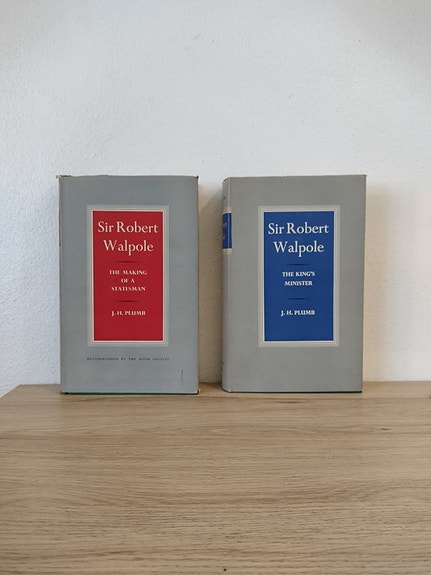 Sir Robert
Walpole
THE MAKING
OF A
STATESMAN
J. H. PLUMB
RECOMMENDED BY THE BOOK SOCIETY
Sir Robert
Walpole
THE KING'S
MINISTER
J. H. PLUMB